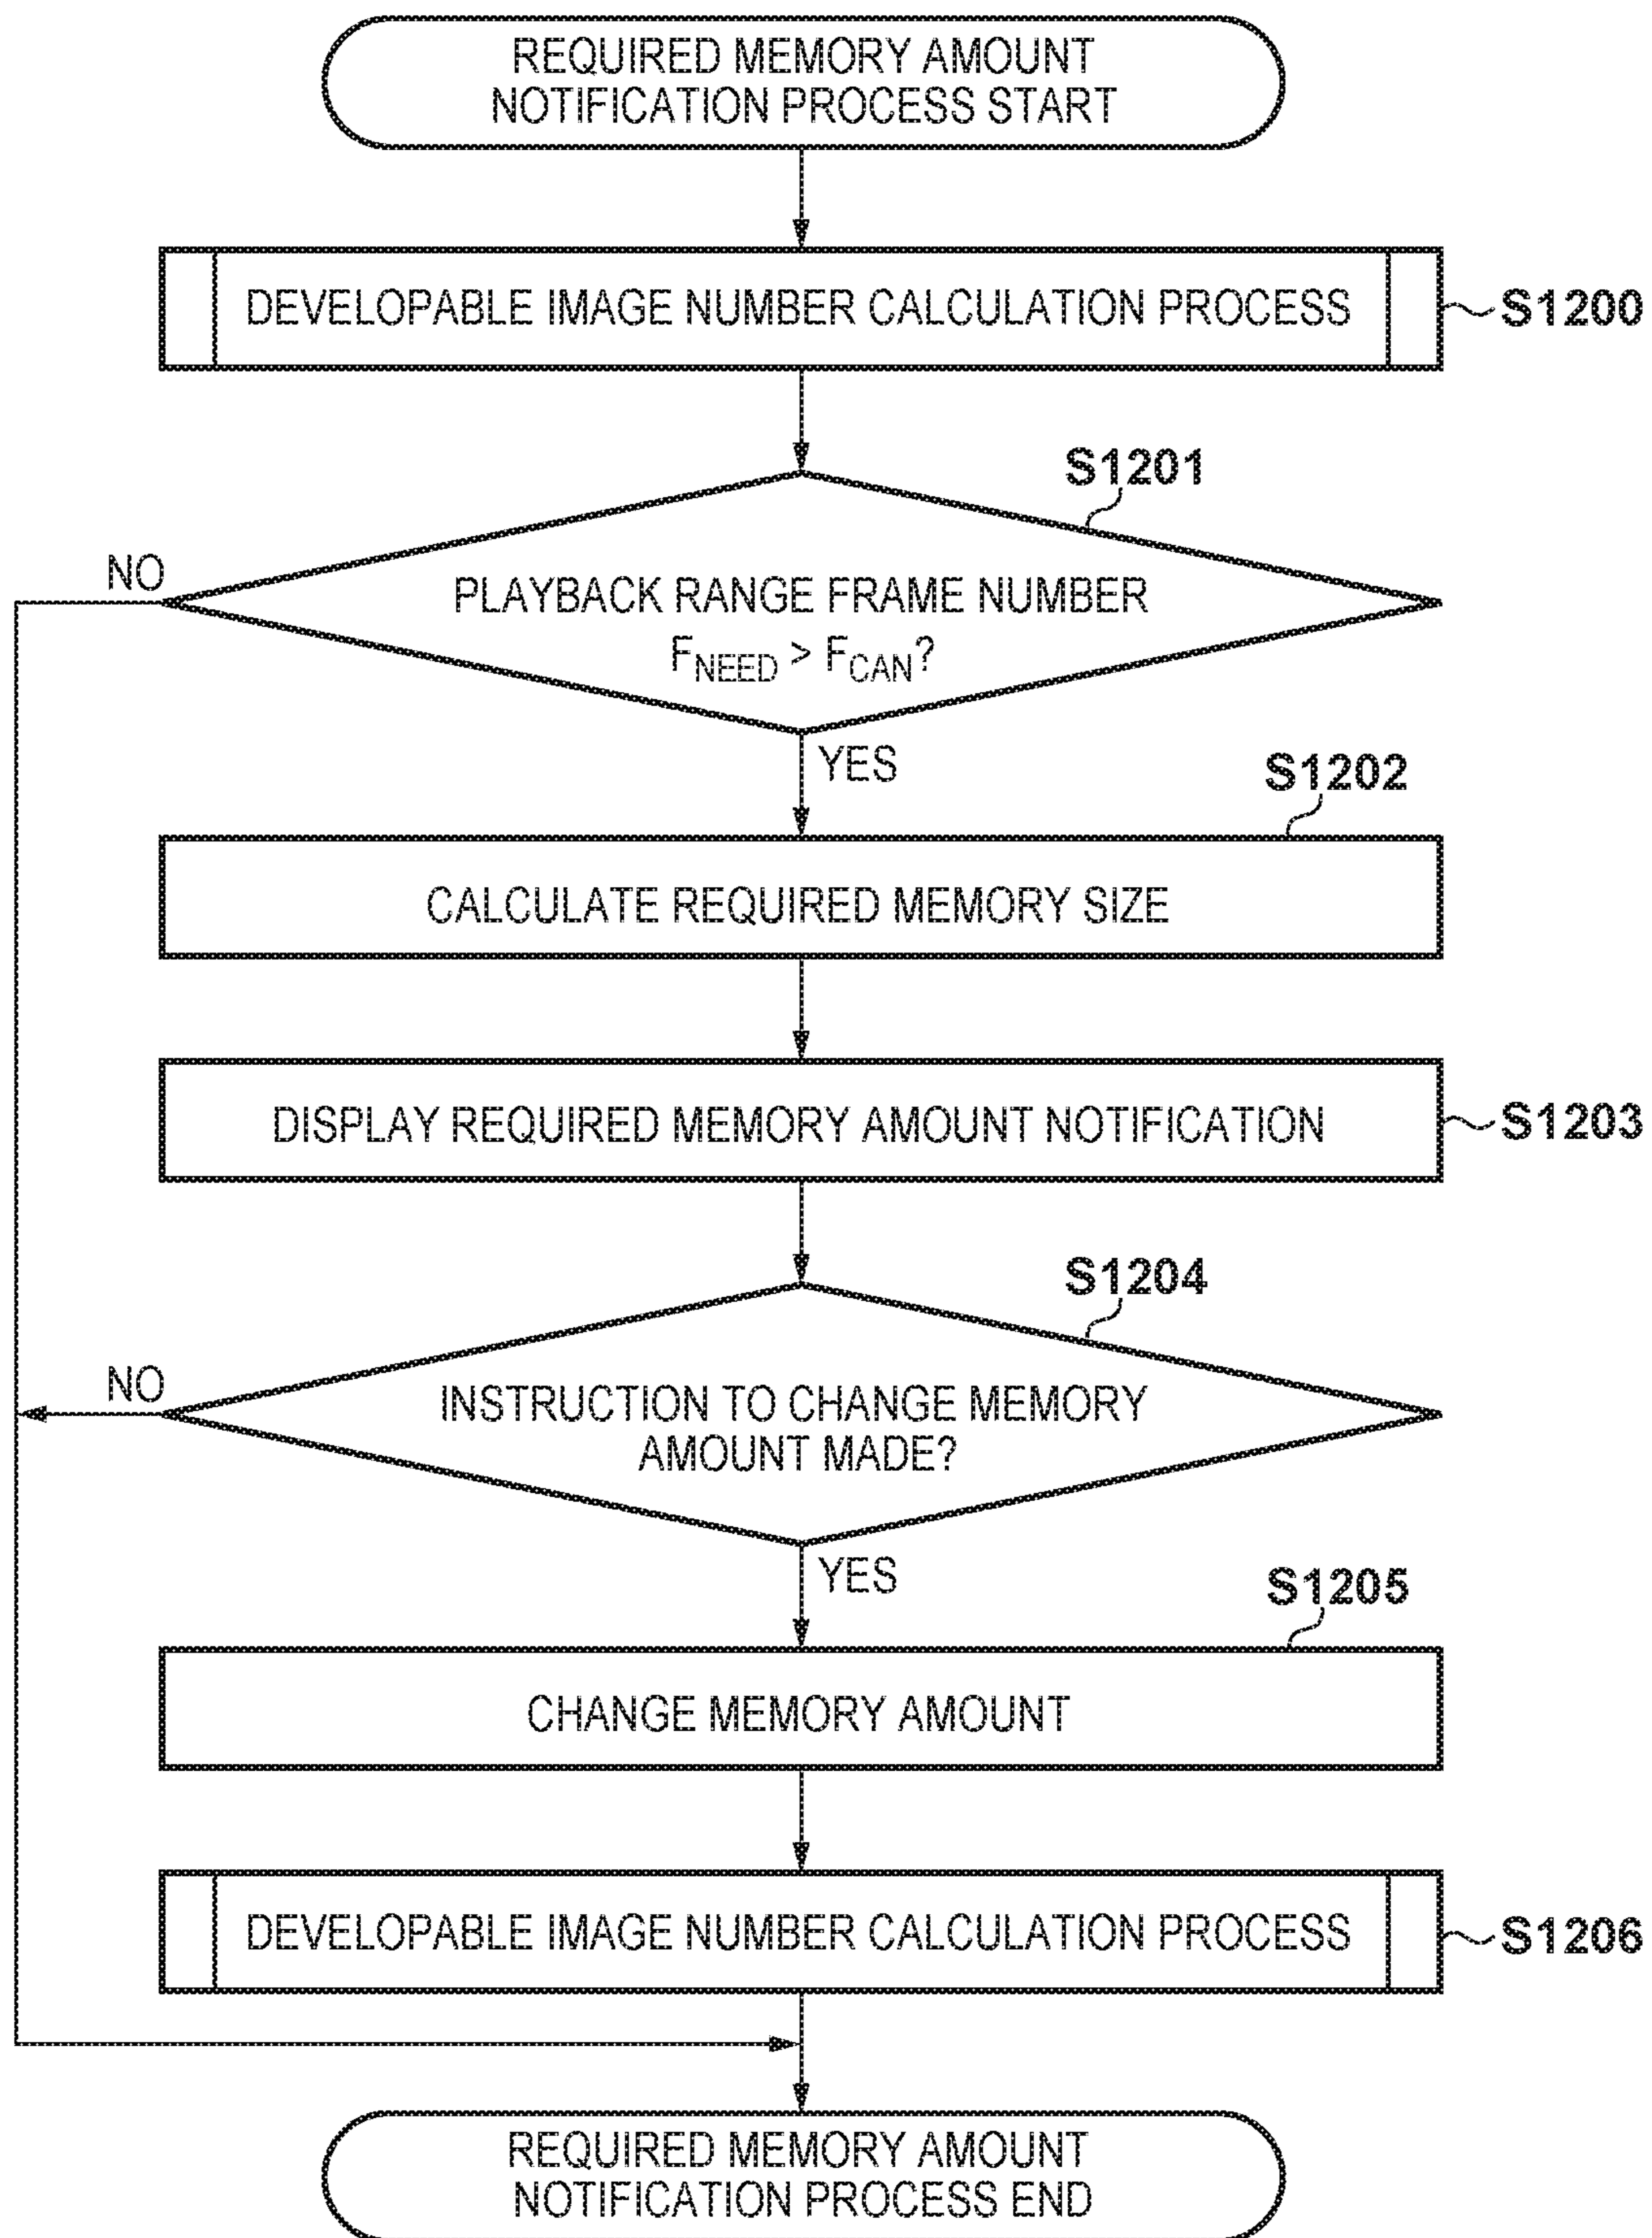 REQUIRED MEMORY AMOUNT
NOTIFICATION PROCESS START
DEVELOPABLE IMAGE NUMBER CALCULATION PROCESS
S1200
S1201
NO
PLAYBACK RANGE FRAME NUMBER
FNEED > FCAN?
YES
S1202
CALCULATE REQUIRED MEMORY SIZE
DISPLAY REQUIRED MEMORY AMOUNT NOTIFICATION
S1203
S1204
NO
INSTRUCTION TO CHANGE MEMORY
AMOUNT MADE?
YES
S1205
CHANGE MEMORY AMOUNT
DEVELOPABLE IMAGE NUMBER CALCULATION PROCESS
S1206
REQUIRED MEMORY AMOUNT
NOTIFICATION PROCESS END